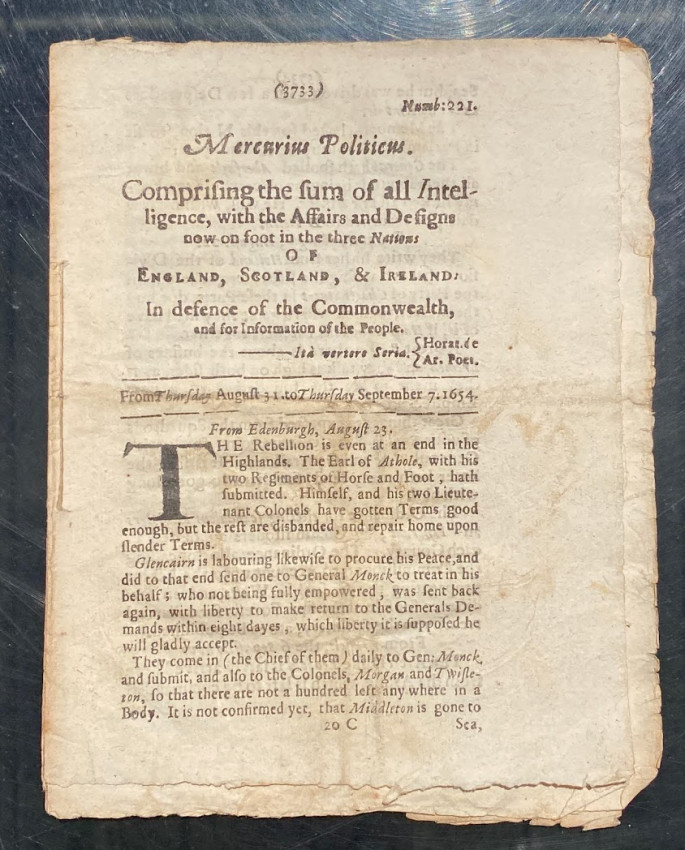 (3733)
Numb: 221.
Mercurius Politicus.
Compriſing the ſum of all Intel-
ligence, with the Affairs and Deſigns
now on foot in the three Nations
OF
ENGLAND, SCOTLAND, & IRELAND:
In defence of the Commonwealth,
and for Information of the People.
Ità vertere Seria. {Horat. de
Ar. Poet.
From Thurſday Auguſt 31. to Thurſday September 7. 1654.
From Edenburgh, Auguſt 23.
THE Rebellion is even at an end in the
Highlands. The Earl of Athole, with his
two Regiments of Horſe and Foot, hath
ſubmitted. Himſelf, and his two Lieute-
nant Colonels have gotten Terms good
enough, but the reſt are disbanded, and repair home upon
ſlender Terms.
Glencairn is labouring likewiſe to procure his Peace, and
did to that end ſend one to General Monck to treat in his
behalf; who not being fully empowered, was ſent back
again, with liberty to make return to the Generals De-
mands within eight dayes, which liberty it is ſuppoſed he
will gladly accept.
They come in (the Chief of them) daily to Gen: Monck,
and ſubmit, and alſo to the Colonels, Morgan and Twiſle-
ton, ſo that there are not a hundred left any where in a
Body. It is not confirmed yet, that Middleton is gone to
20 C
Sea,